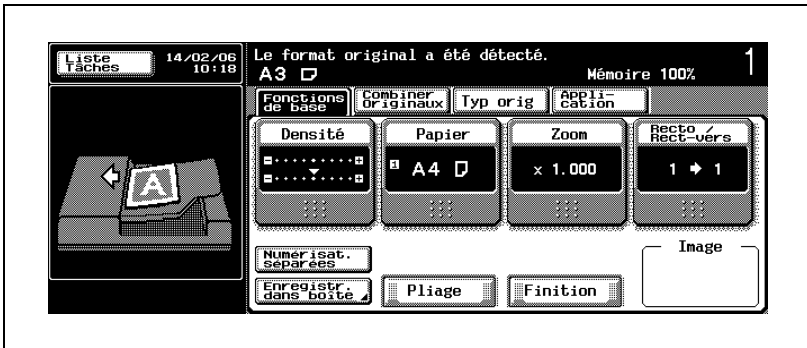 Liste
Tâches
14/02/06
10:18
Le format original a été détecté.
A3
Mémoire 100%
1
Fonctions
de base
Combiner
Originaux
Typ orig
Appli-
cation
Densité
Papier
Zoom
Recto /
Rect-vers
1 A4
× 1.000
1 → 1
A
Numérisat.
séparées
Enregistr.
dans boîte
Pliage
Finition
Image